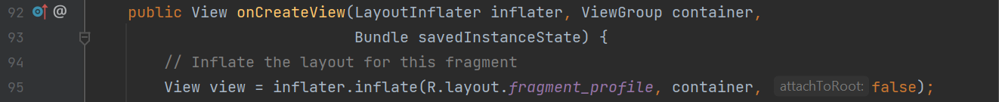 92 @ public View onCreateView(LayoutInflater inflater, ViewGroup container,
93 Bundle savedInstanceState) {
94 // Inflate the layout for this fragment
95 View view = inflater.inflate(R.layout.fragment_profile, container, attachToRoot: false);